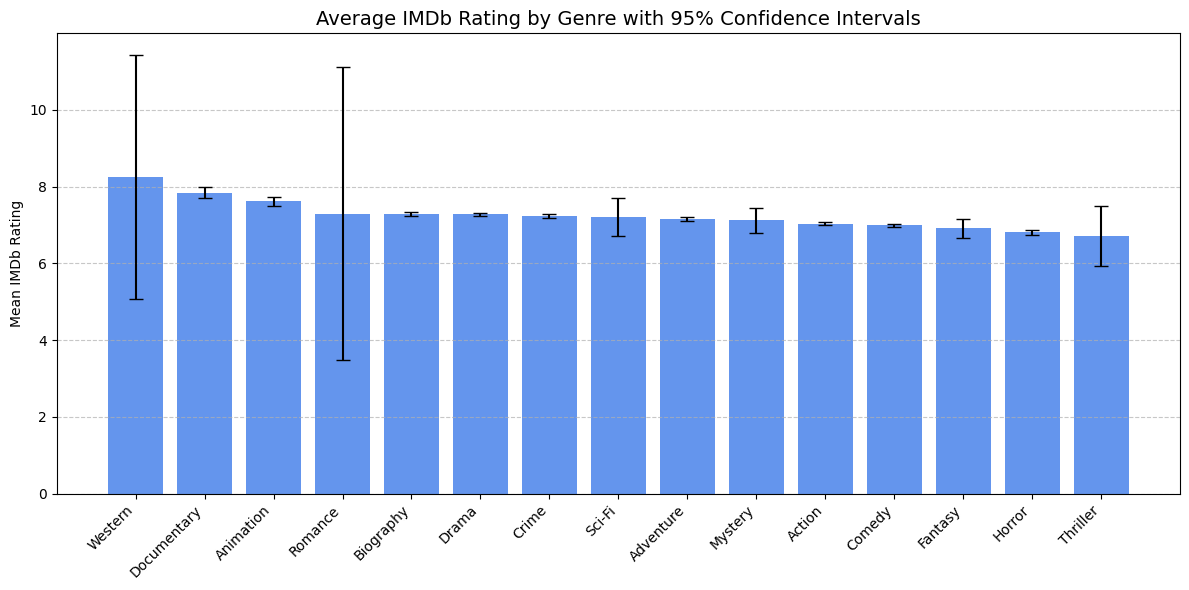 Average IMDb Rating by Genre with 95% Confidence Intervals
Mean IMDb Rating
10
8
6
4
2
0
Western
Documentary
Animation
Romance
Biography
Drama
Crime
Sci-Fi
Adventure
Mystery
Action
Comedy
Fantasy
Horror
Thriller